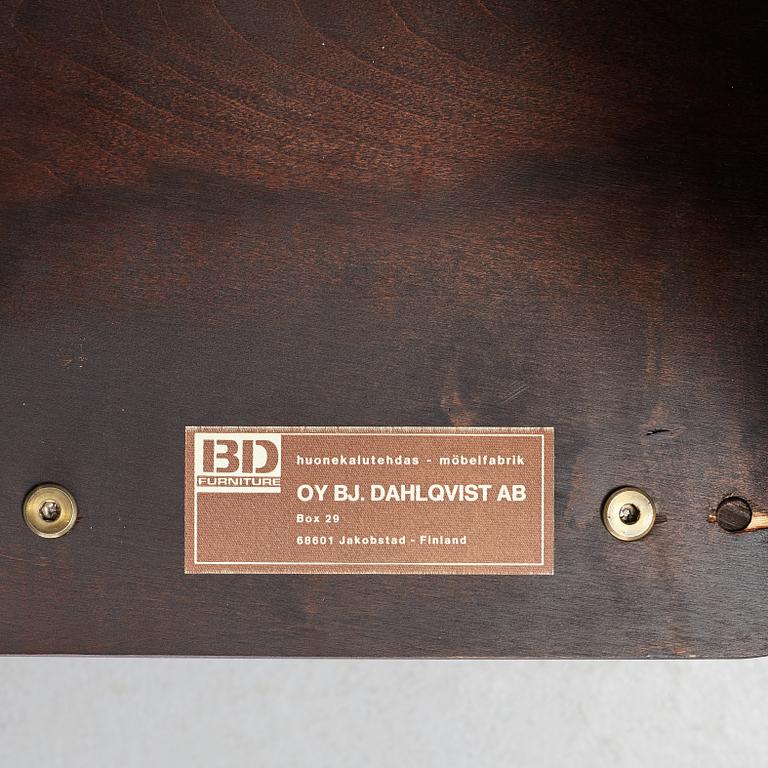 BD
FURNITURE
huonekalutehdas - möbelfabrik
OY BJ. DAHLQVIST AB
Box 29
68601 Jakobstad - Finland